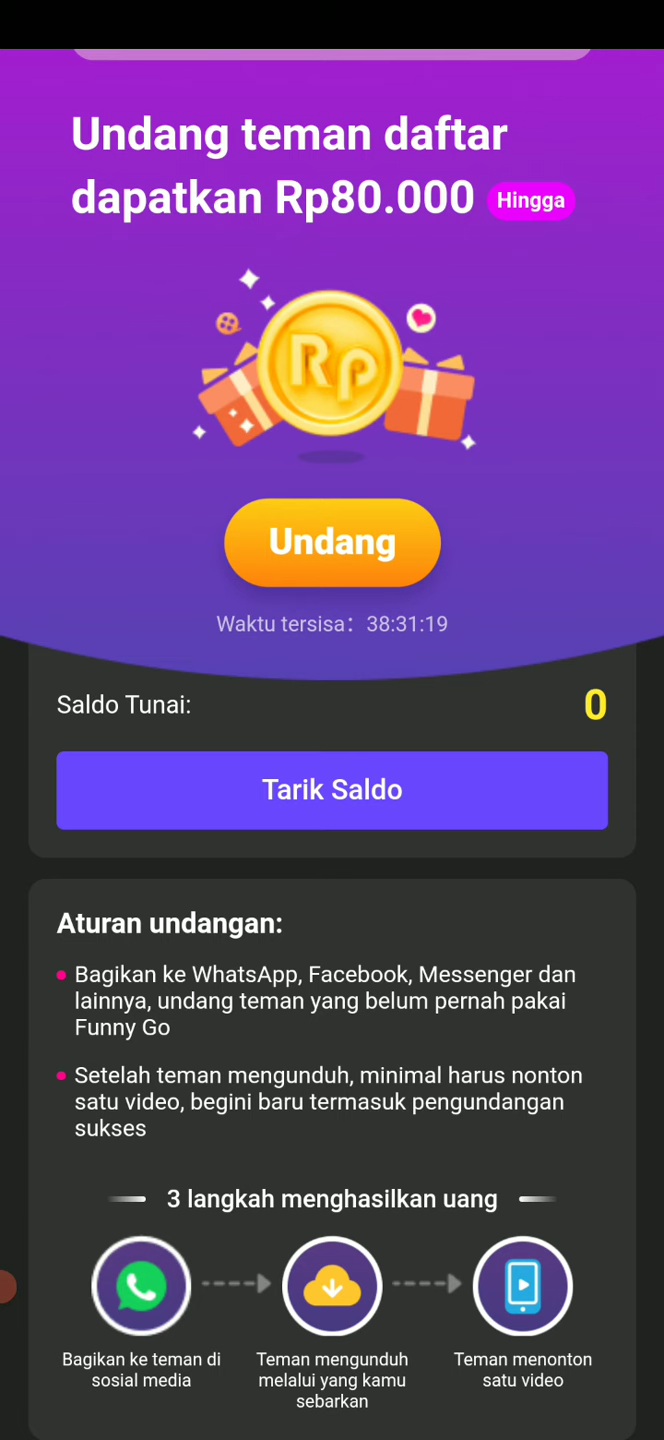 Undang teman daftar
dapatkan Rp80.000 Hingga
Rp
Undang
Waktu tersisa: 38:31:19
Saldo Tunai: 0
Tarik Saldo
Aturan undangan:
Bagikan ke WhatsApp, Facebook, Messenger dan
lainnya, undang teman yang belum pernah pakai
Funny Go
Setelah teman mengunduh, minimal harus nonton
satu video, begini baru termasuk pengundangan
sukses
3 langkah menghasilkan uang
Bagikan ke teman di
sosial media
Teman mengunduh
melalui yang kamu
sebarkan
Teman menonton
satu video